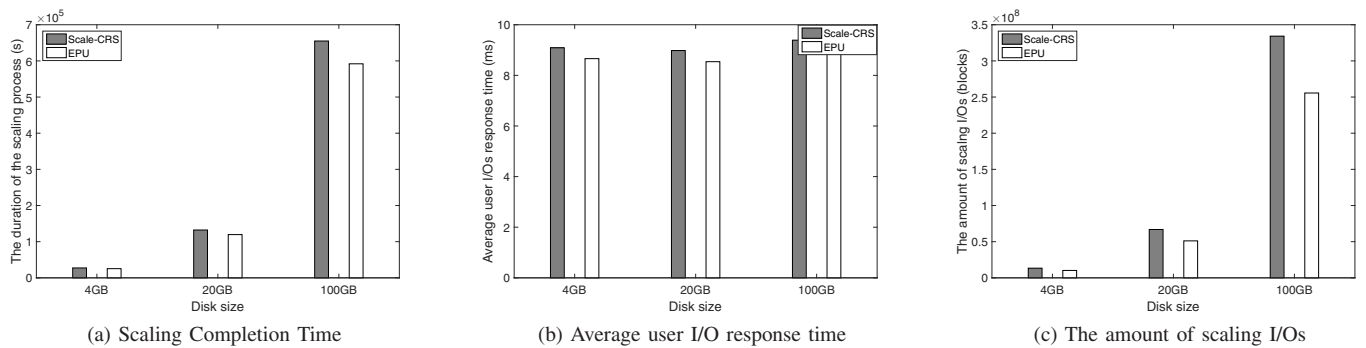 ×10^5
7
6
5
4
3
2
1
0
The duration of the scaling process (s)
Scale-CRS
EPU
4GB
20GB
100GB
Disk size
(a) Scaling Completion Time
10
8
6
4
2
0
Average user I/Os response time (ms)
Scale-CRS
EPU
4GB
20GB
100GB
Disk size
(b) Average user I/O response time
×10^8
3.5
3
2.5
2
1.5
1
0.5
0
The amount of scalng I/Os (blocks)
Scale-CRS
EPU
4GB
20GB
100GB
Disk size
(c) The amount of scaling I/Os